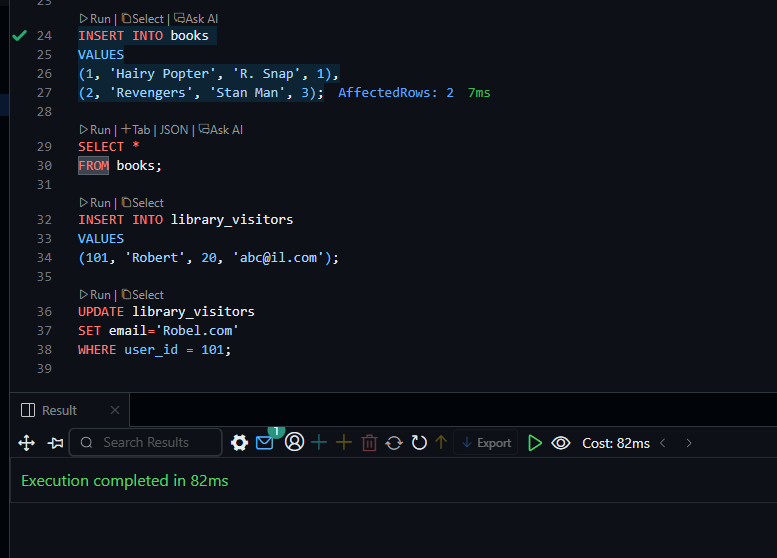 23
Run | Select | Ask AI
24 INSERT INTO books
25 VALUES
26 (1, 'Hairy Popter', 'R. Snap', 1),
27 (2, 'Revengers', 'Stan Man', 3); AffectedRows: 2 7ms
28
Run | Tab | JSON | Ask AI
29 SELECT *
30 FROM books;
31
Run | Select
32 INSERT INTO library_visitors
33 VALUES
34 (101, 'Robert', 20, 'abc@il.com');
35
Run | Select
36 UPDATE library_visitors
37 SET email='Robel.com'
38 WHERE user_id = 101;
39
Result
Search Results 1 Export Cost: 82ms
Execution completed in 82ms